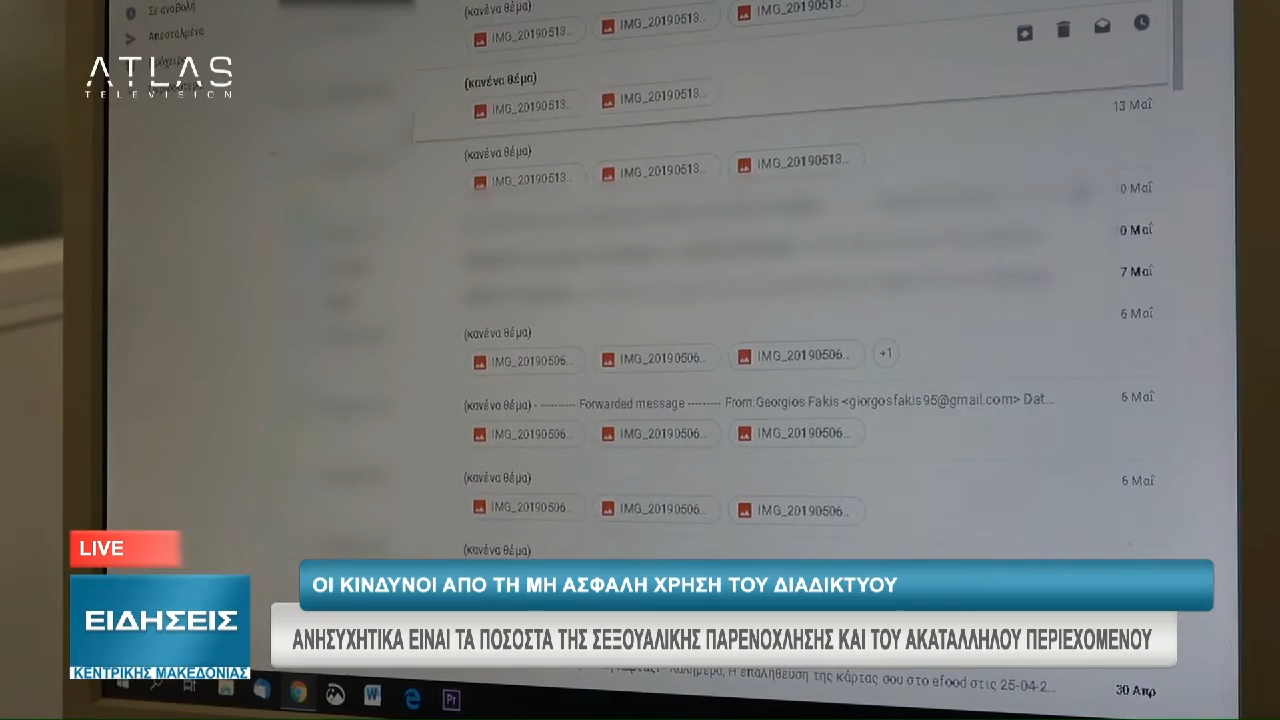 Σε αναβολή
Απεσταλμένα
ATLAS
TELEVISION
(κανένα θέμα)
IMG_20190513... IMG_20190513... IMG_20190513...
(κανένα θέμα)
IMG_20190513... IMG_20190513...
13 Μαΐ
(κανένα θέμα)
IMG_20190513... IMG_20190513... IMG_20190513...
0 Μαΐ
0 Μαΐ
7 Μαΐ
6 Μαΐ
(κανένα θέμα)
IMG_20190506... IMG_20190506... IMG_20190506... +1
(κανένα θέμα) - ---------- Forwarded message --------- From:Georgios Fakis <giorgosfakis95@gmail.com> Dat... 6 Μαΐ
IMG_20190506... IMG_20190506... IMG_20190506...
(κανένα θέμα) 6 Μαΐ
IMG_20190506... IMG_20190506... IMG_20190506...
(κανένα θέμα)
LIVE
ΟΙ ΚΙΝΔΥΝΟΙ ΑΠΟ ΤΗ ΜΗ ΑΣΦΑΛΗ ΧΡΗΣΗ ΤΟΥ ΔΙΑΔΙΚΤΥΟΥ
ΕΙΔΗΣΕΙΣ
ΚΕΝΤΡΙΚΗΣ ΜΑΚΕΔΟΝΙΑΣ
ΑΝΗΣΥΧΗΤΙΚΑ ΕΙΝΑΙ ΤΑ ΠΟΣΟΣΤΑ ΤΗΣ ΣΕΞΟΥΑΛΙΚΗΣ ΠΑΡΕΝΟΧΛΗΣΗΣ ΚΑΙ ΤΟΥ ΑΚΑΤΑΛΛΗΛΟΥ ΠΕΡΙΕΧΟΜΕΝΟΥ
Καλημέρα, Η επαλήθευση της κάρτας σου στο efood στις 25-04-2... 30 Απρ